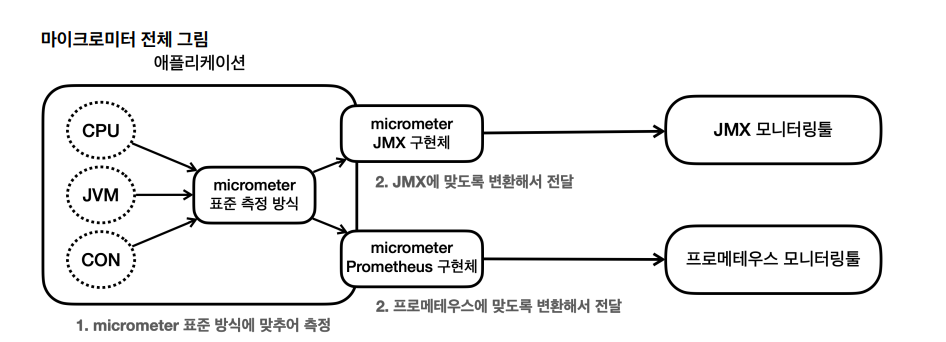 마이크로미터 전체 그림
애플리케이션
CPU
JVM
CON
micrometer
표준 측정 방식
micrometer
JMX 구현체
2. JMX에 맞도록 변환해서 전달
JMX 모니터링툴
micrometer
Prometheus 구현체
2. 프로메테우스에 맞도록 변환해서 전달
프로메테우스 모니터링툴
1. micrometer 표준 방식에 맞추어 측정